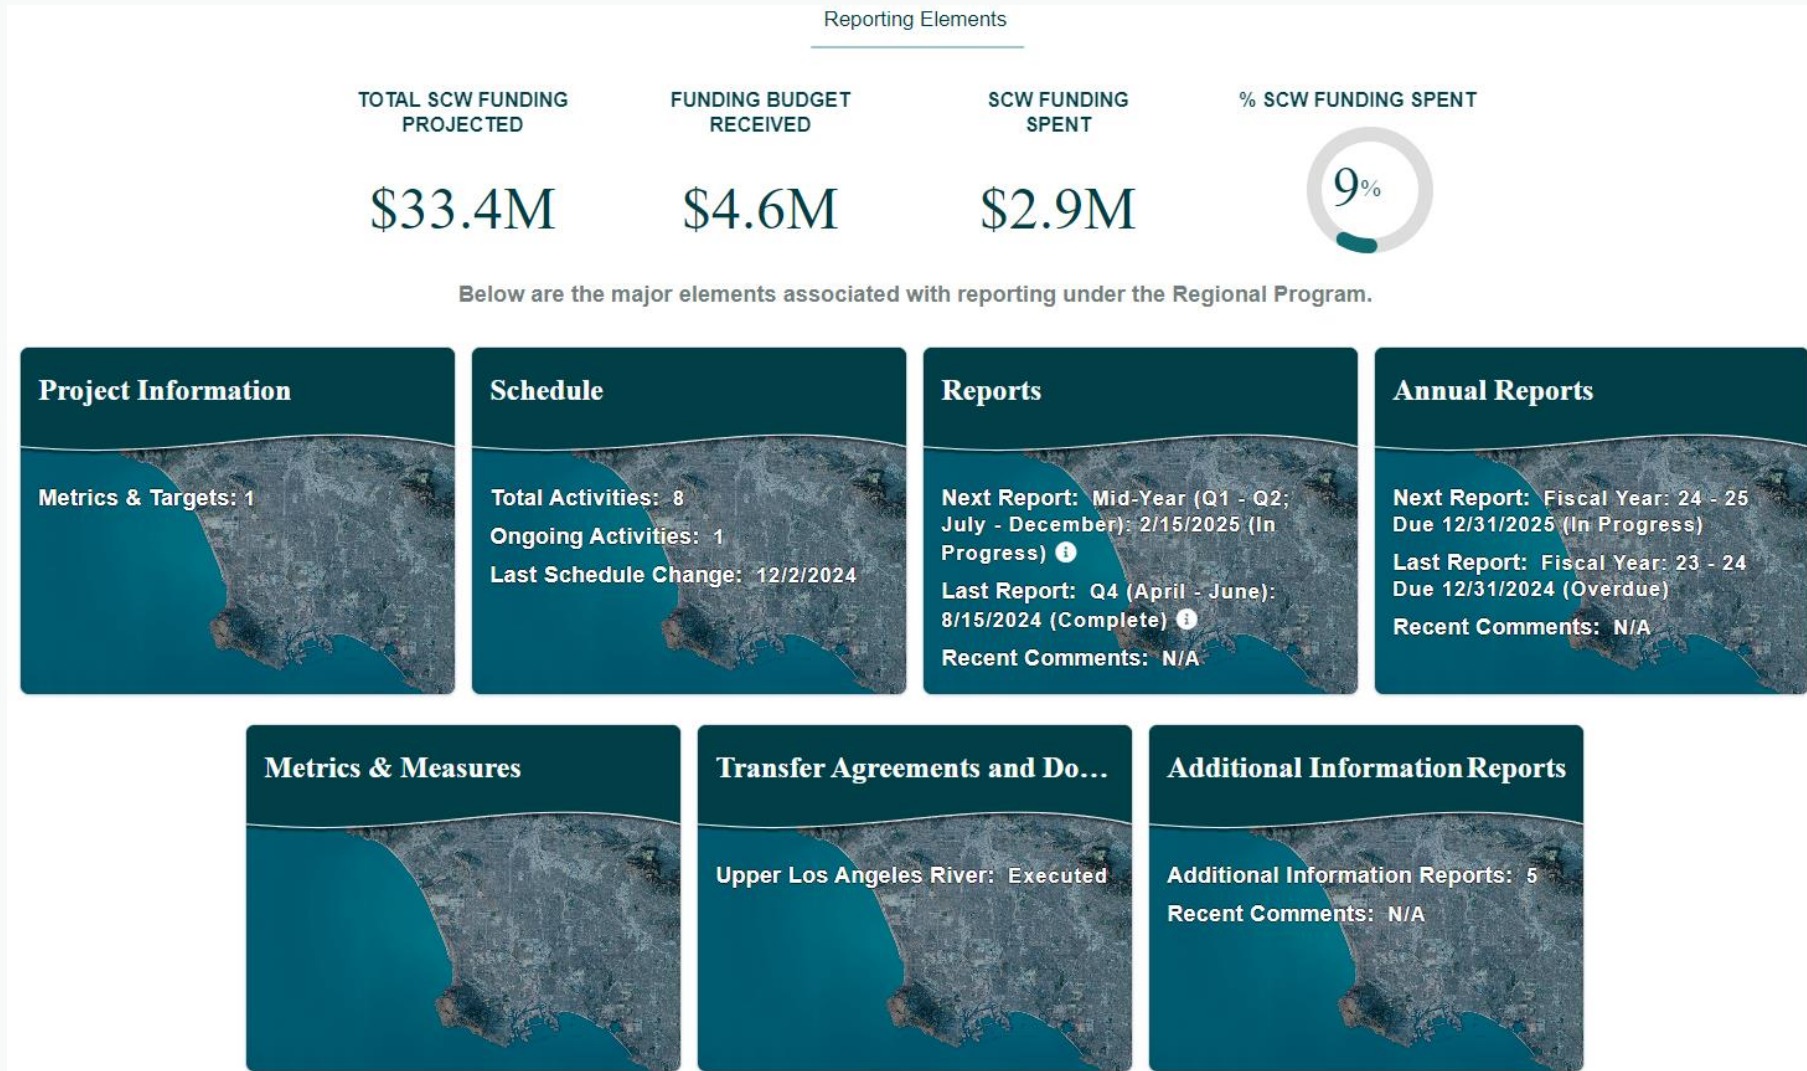 Reporting Elements
TOTAL SCW FUNDING
PROJECTED
$33.4M
FUNDING BUDGET
RECEIVED
$4.6M
SCW FUNDING
SPENT
$2.9M
% SCW FUNDING SPENT
9%
Below are the major elements associated with reporting under the Regional Program.
Project Information
Metrics & Targets: 1
Schedule
Total Activities: 8
Ongoing Activities: 1
Last Schedule Change: 12/2/2024
Reports
Next Report: Mid-Year (Q1 - Q2;
July - December): 2/15/2025 (In
Progress)
Last Report: Q4 (April - June):
8/15/2024 (Complete)
Recent Comments: N/A
Annual Reports
Next Report: Fiscal Year: 24 - 25
Due 12/31/2025 (In Progress)
Last Report: Fiscal Year: 23 - 24
Due 12/31/2024 (Overdue)
Recent Comments: N/A
Metrics & Measures
Transfer Agreements and Do...
Upper Los Angeles River: Executed
Additional Information Reports
Additional Information Reports: 5
Recent Comments: N/A